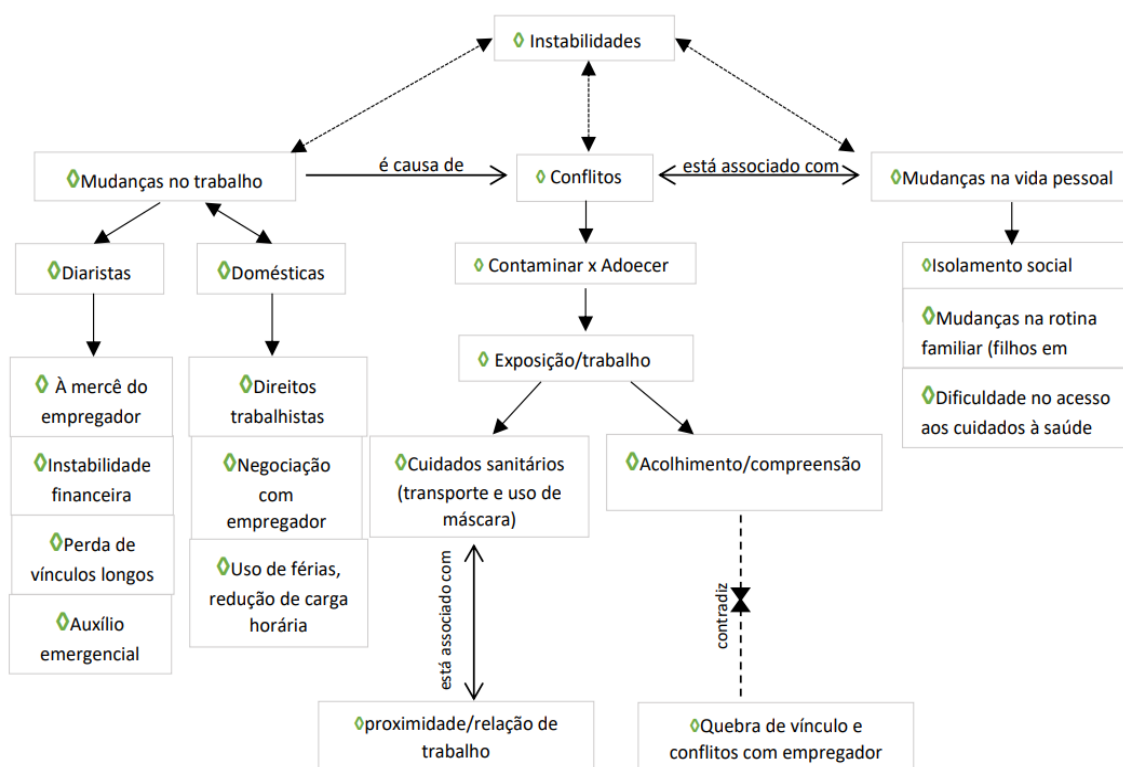 Instabilidades
é causa de
está associado com
Mudanças no trabalho
Conflitos
Mudanças na vida pessoal
Diaristas
Domésticas
Contaminar x Adoecer
Isolamento social
Mudanças na rotina
familiar (filhos em
Dificuldade no acesso
aos cuidados à saúde
Exposição/trabalho
À mercê do
empregador
Instabilidade
financeira
Perda de
vínculos longos
Auxílio
emergencial
Direitos
trabalhistas
Negociação
com
empregador
Uso de férias,
redução de carga
horária
Cuidados sanitários
(transporte e uso de
máscara)
Acolhimento/compreensão
está associado com
contradiz
proximidade/relação de
trabalho
Quebra de vínculo e
conflitos com empregador